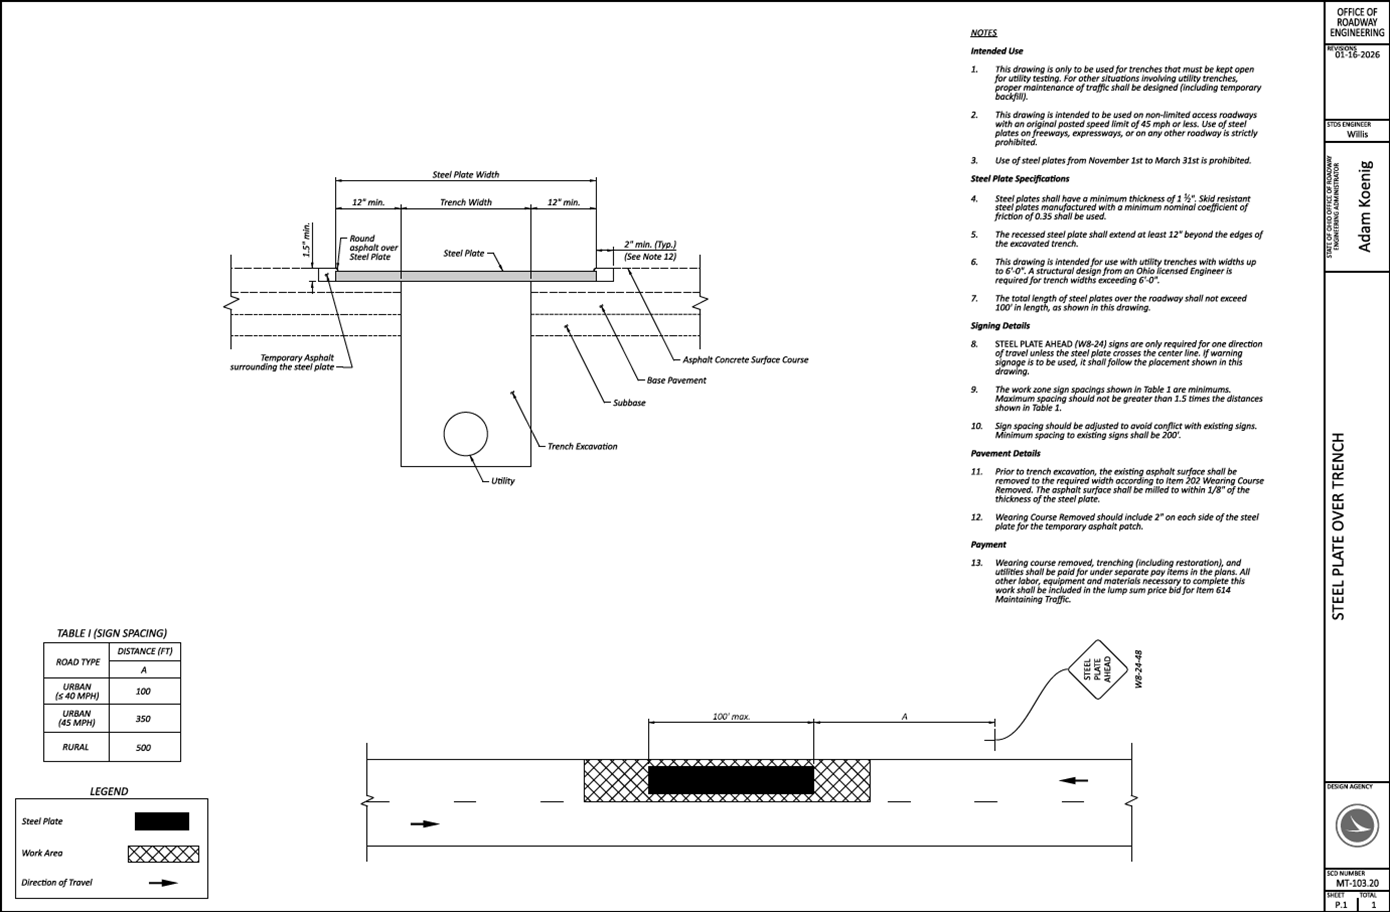 NOTES
Intended Use
1. This drawing is only to be used for trenches that must be kept open
for utility testing. For other situations involving utility trenches,
proper maintenance of traffic shall be designed (including temporary
backfill).
2. This drawing is intended to be used on non-limited access roadways
with an original posted speed limit of 45 mph or less. Use of steel
plates on freeways, expressways, or on any other roadway is strictly
prohibited.
3. Use of steel plates from November 1st to March 31st is prohibited.
Steel Plate Specifications
4. Steel plates shall have a minimum thickness of 1 ½". Skid resistant
steel plates manufactured with a minimum nominal coefficient of
friction of 0.35 shall be used.
5. The recessed steel plate shall extend at least 12" beyond the edges of
the excavated trench.
6. This drawing is intended for use with utility trenches with widths up
to 6'-0". A structural design from an Ohio licensed Engineer is
required for trench widths exceeding 6'-0".
7. The total length of steel plates over the roadway shall not exceed
100' in length, as shown in this drawing.
Signing Details
8. STEEL PLATE AHEAD (W8-24) signs are only required for one direction
of travel unless the steel plate crosses the center line. If warning
signage is to be used, it shall follow the placement shown in this
drawing.
9. The work zone sign spacings shown in Table 1 are minimums.
Maximum spacing should not be greater than 1.5 times the distances
shown in Table 1.
10. Sign spacing should be adjusted to avoid conflict with existing signs.
Minimum spacing to existing signs shall be 200'.
Pavement Details
11. Prior to trench excavation, the existing asphalt surface shall be
removed to the required width according to Item 202 Wearing Course
Removed. The asphalt surface shall be milled to within 1/8" of the
thickness of the steel plate.
12. Wearing Course Removed should include 2" on each side of the steel
plate for the temporary asphalt patch.
Payment
13. Wearing course removed, trenching (including restoration), and
utilities shall be paid for under separate pay items in the plans. All
other labor, equipment and materials necessary to complete this
work shall be included in the lump sum price bid for Item 614
Maintaining Traffic.
Steel Plate Width
12" min.
Trench Width
12" min.
1.5" min.
Round
asphalt over
Steel Plate
Steel Plate
2" min. (Typ.)
(See Note 12)
Temporary Asphalt
surrounding the steel plate
Asphalt Concrete Surface Course
Base Pavement
Subbase
Trench Excavation
Utility
TABLE I (SIGN SPACING)
ROAD TYPE
DISTANCE (FT)
A
URBAN
(≤ 40 MPH)
100
URBAN
(45 MPH)
350
RURAL
500
LEGEND
Steel Plate
Work Area
Direction of Travel
100' max.
A
STEEL
PLATE
AHEAD
W8-24-48
OFFICE OF
ROADWAY
ENGINEERING
REVISIONS
01-16-2026
STDS ENGINEER
Willis
STATE OF OHIO OFFICE OF ROADWAY
ENGINEERING ADMINISTRATOR
Adam Koenig
STEEL PLATE OVER TRENCH
DESIGN AGENCY
SCD NUMBER
MT-103.20
SHEET
TOTAL
P.1
1